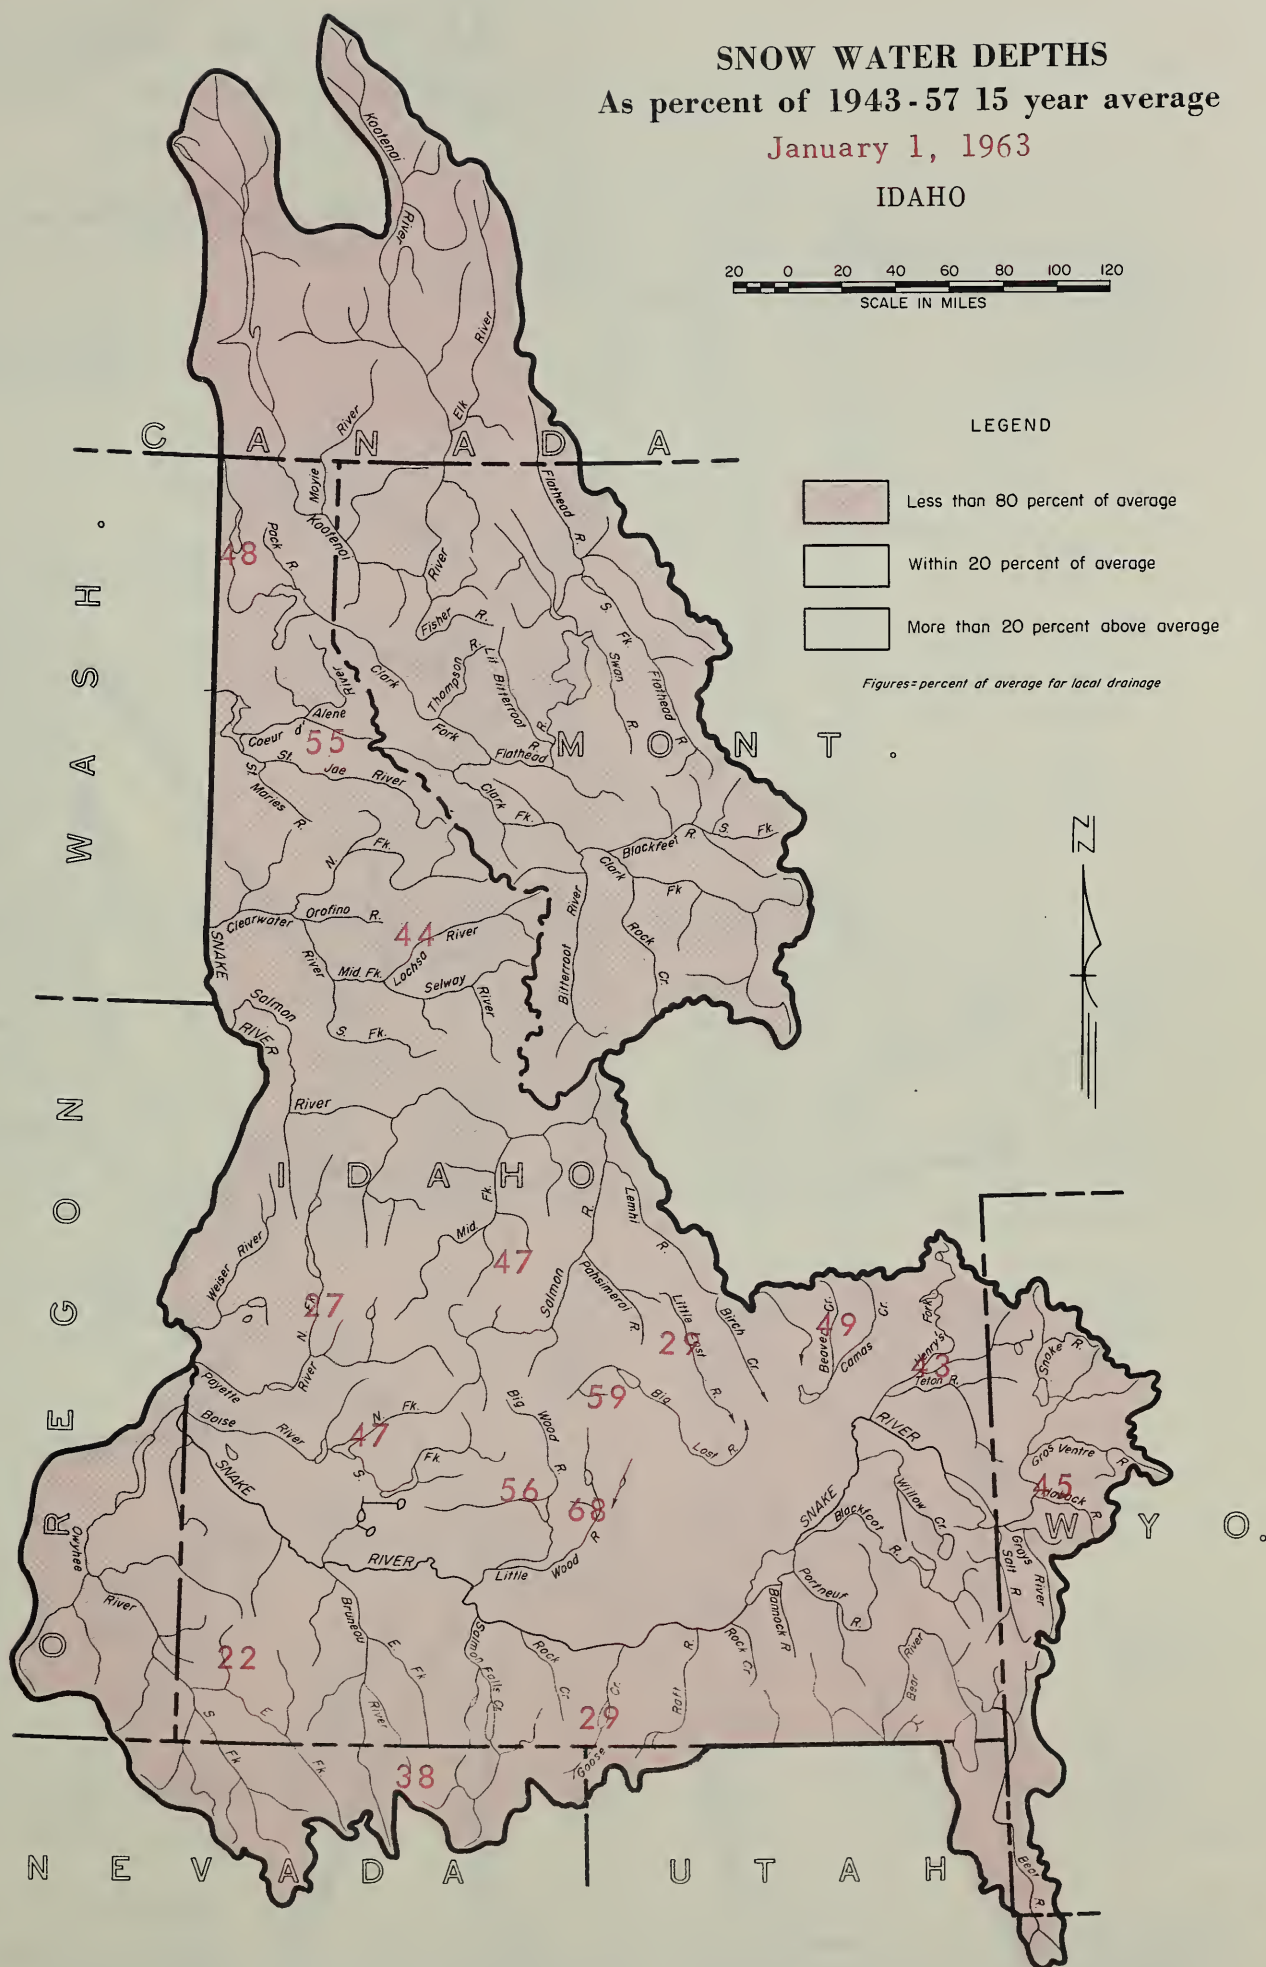 SNOW WATER DEPTHS
As percent of 1943-57 15 year average
January 1, 1963
IDAHO
20 0 20 40 60 80 100 120
SCALE IN MILES
LEGEND
Less than 80 percent of average
Within 20 percent of average
More than 20 percent above average
Figures=percent of average for local drainage
Kootenai
River
River
Elk
River
Moyie
CANADA
WASH.
Flathead
R.
Kootenai
Pack
R.
48
River
Fisher R.
S.
Fk.
Flathead
R
Swan
R.
Thompson
R.
Lit Bitterroot
R.
River
Clark
Fork
Alene
Coeur d'
55
Flathead
R.
MONT.
St. Joe River
St. Maries R.
Clark
Fk.
N. Fk.
Blackfeet R.
S. Fk.
Clark
Fk
Clearwater
Orofino R.
44
River
Bitterroot
River
Rock
Cr.
SNAKE
River
Mid. Fk.
Lochsa
Selway
River
Salmon
RIVER
S. Fk.
River
N
OREGON
IDAHO
Fk.
Mid.
R.
Lemhi
R.
Weiser River
47
Salmon
Pahsimeroi
R.
27
N. Fk.
Little Lost
R.
29
Birch
Cr.
Beaver Cr.
49
Cr.
Camas
Henry's Fork
43
Teton R.
Snake R.
River
Payette
Boise
River
59
Big
Lost R.
N. Fk.
47
S.
Fk.
Big
Wood
R.
RIVER
Gros Ventre
R.
45
Hoback
R.
SNAKE
56
68
SNAKE
Willow
Cr.
Blackfoot
R.
WYO.
Owyhee
River
RIVER
Little Wood
R
Grays
River
Salt R
Portneuf
R.
Bannock R
Bruneau
E.
Fk
River
Salmon Falls Cr.
Rock
Cr.
Cr.
Raft
R.
Rock Cr
River
Bear
22
29
S.
Fk
E.
Fk
38
Goose
NEVADA
UTAH
Bear
R.